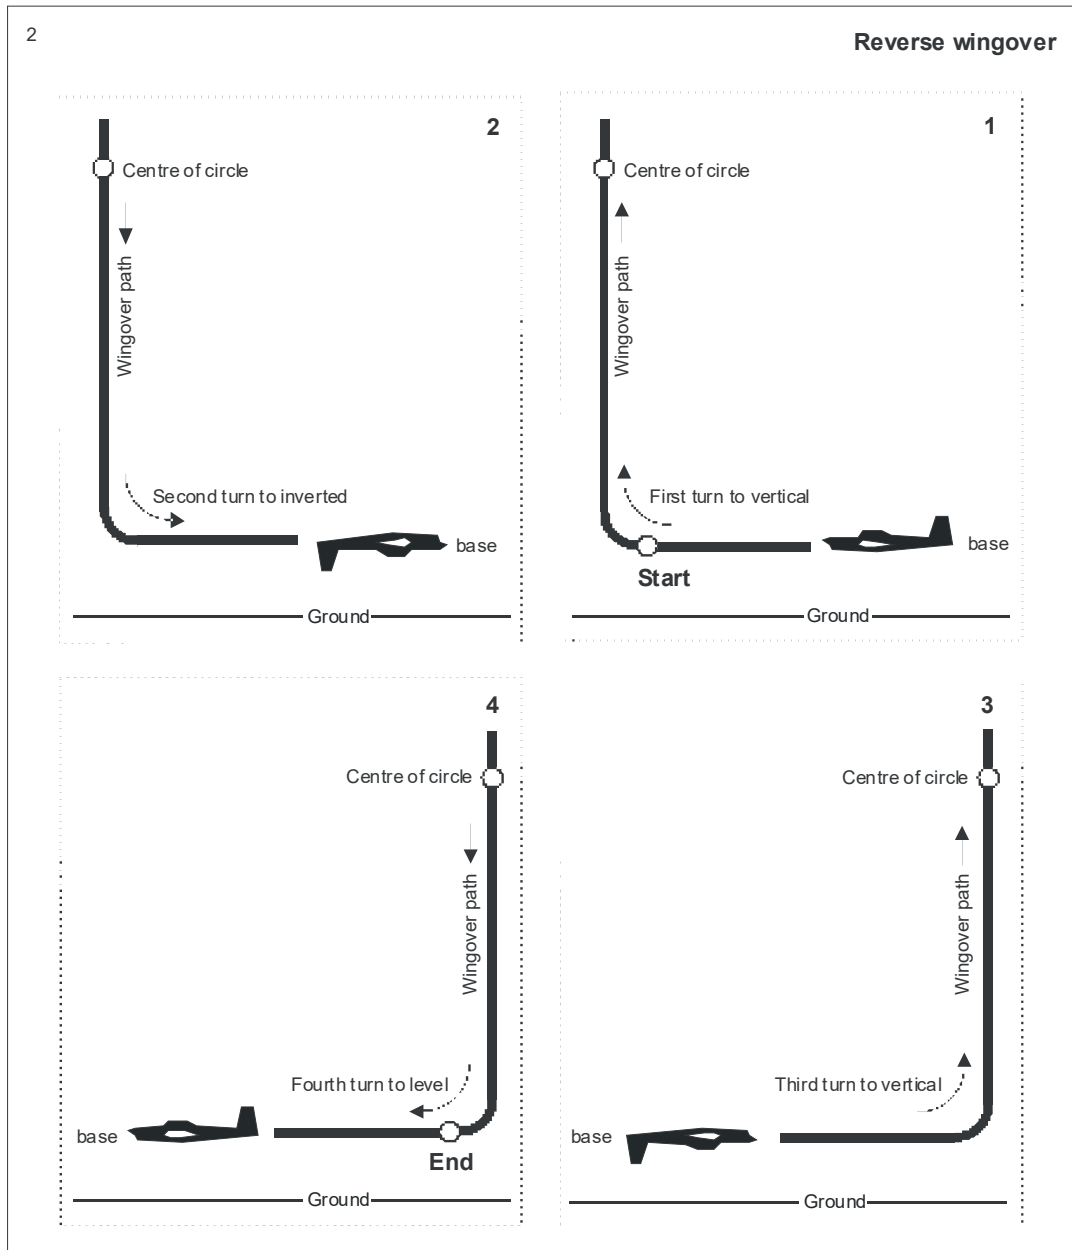 2
Reverse wingover
2
Centre of circle
Wingover path
Second turn to inverted
base
Ground
1
Centre of circle
Wingover path
First turn to vertical
base
Start
Ground
4
Centre of circle
Wingover path
Fourth turn to level
base
End
Ground
3
Centre of circle
Wingover path
Third turn to vertical
base
Ground